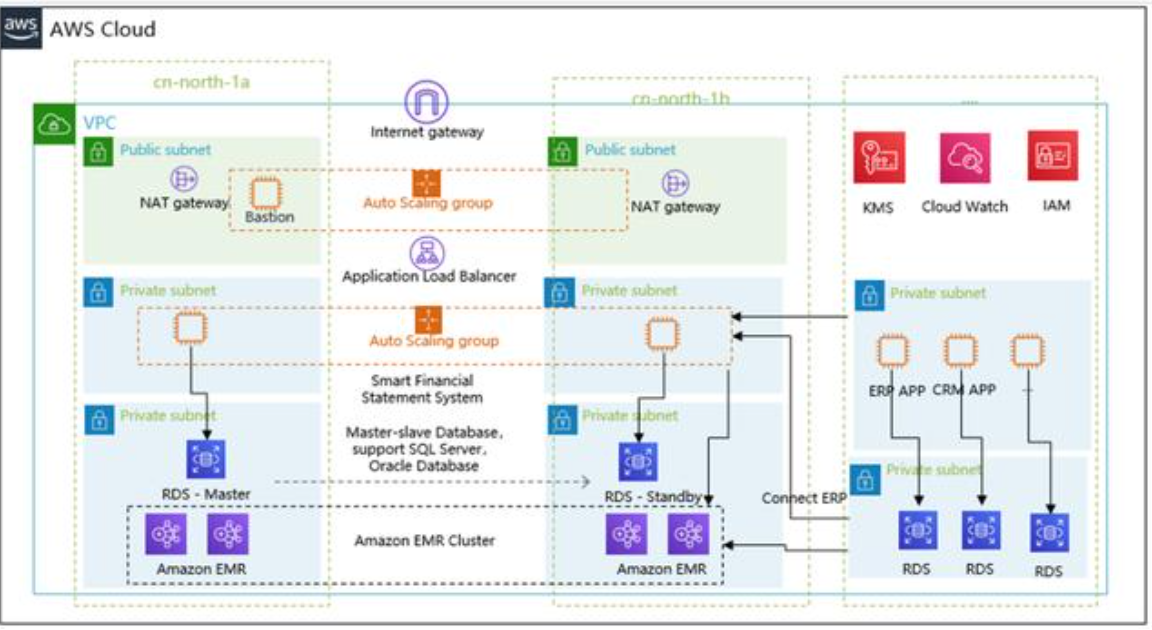 aws
AWS Cloud
cn-north-1a
cn-north-1b
....
VPC
Internet gateway
Public subnet
Public subnet
NAT gateway
Bastion
Auto Scaling group
NAT gateway
KMS
Cloud Watch
IAM
Application Load Balancer
Private subnet
Private subnet
Private subnet
Auto Scaling group
ERP APP
CRM APP
Smart Financial
Statement System
Private subnet
Private subnet
Private subnet
Master-slave Database,
support SQL Server,
Oracle Database
RDS - Master
RDS - Standby
Connect ERP
Amazon EMR Cluster
Amazon EMR
Amazon EMR
RDS
RDS
RDS